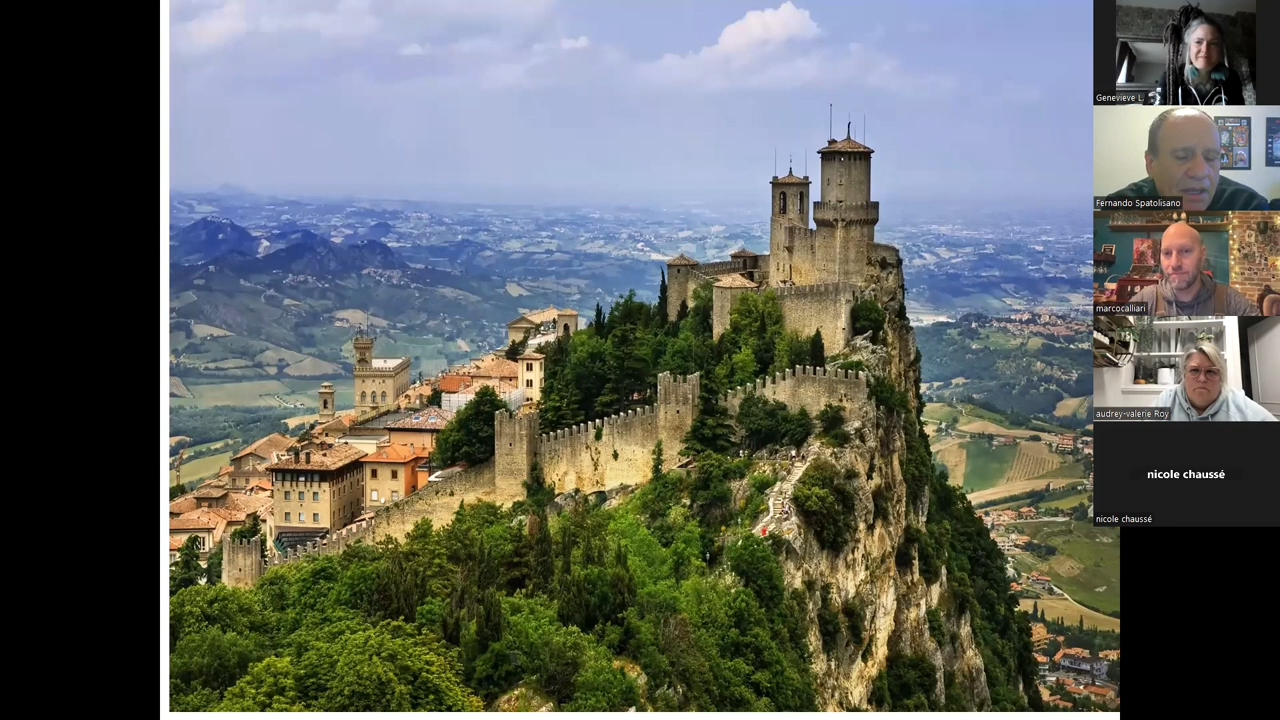 Genevieve L.
Fernando Spatolisano
marcocalliari
audrey-valerie Roy
nicole chaussé
nicole chaussé